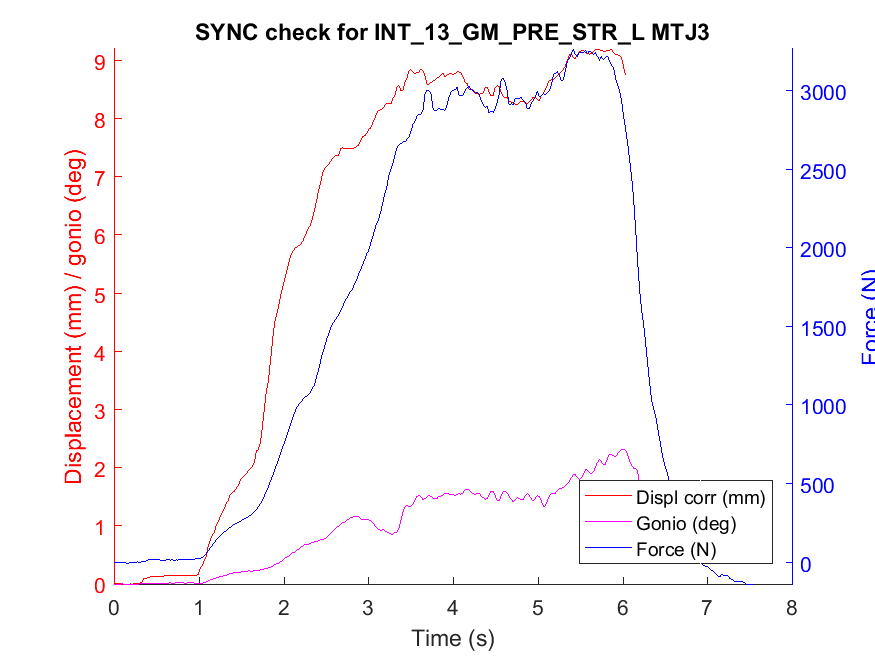 SYNC check for INT_13_GM_PRE_STR_L MTJ3
Displacement (mm) / gonio (deg)
9
8
7
6
5
4
3
2
1
0
Force (N)
3000
2500
2000
1500
1000
500
0
Displ corr (mm)
Gonio (deg)
Force (N)
0 1 2 3 4 5 6 7 8
Time (s)